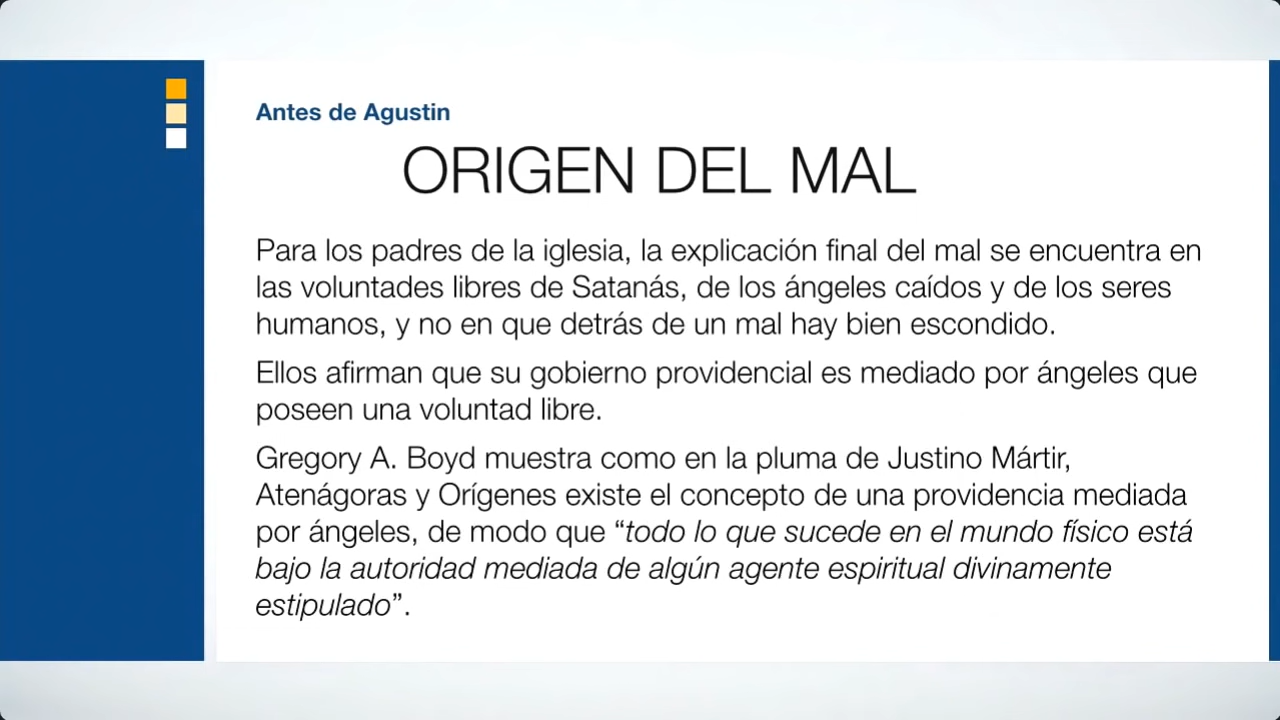 Antes de Agustin
ORIGEN DEL MAL
Para los padres de la iglesia, la explicación final del mal se encuentra en
las voluntades libres de Satanás, de los ángeles caídos y de los seres
humanos, y no en que detrás de un mal hay bien escondido.
Ellos afirman que su gobierno providencial es mediado por ángeles que
poseen una voluntad libre.
Gregory A. Boyd muestra como en la pluma de Justino Mártir,
Atenágoras y Orígenes existe el concepto de una providencia mediada
por ángeles, de modo que “todo lo que sucede en el mundo físico está
bajo la autoridad mediada de algún agente espiritual divinamente
estipulado”.